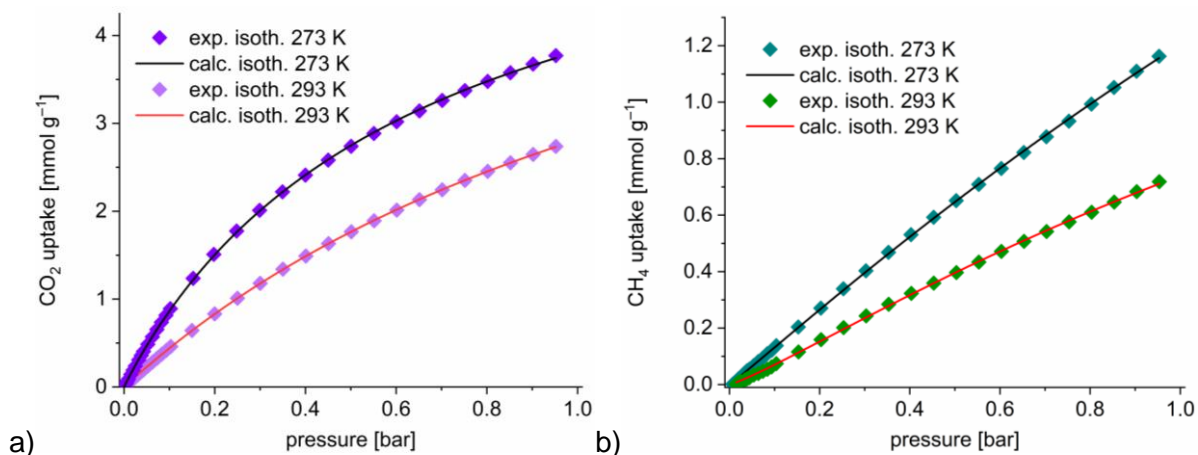 exp. isoth. 273 K
calc. isoth. 273 K
exp. isoth. 293 K
calc. isoth. 293 K
4
3
2
1
0
CO₂ uptake [mmol g⁻¹]
0.0 0.2 0.4 0.6 0.8 1.0
pressure [bar]
a)
exp. isoth. 273 K
calc. isoth. 273 K
exp. isoth. 293 K
calc. isoth. 293 K
1.2
1.0
0.8
0.6
0.4
0.2
0.0
CH₄ uptake [mmol g⁻¹]
0.0 0.2 0.4 0.6 0.8 1.0
pressure [bar]
b)